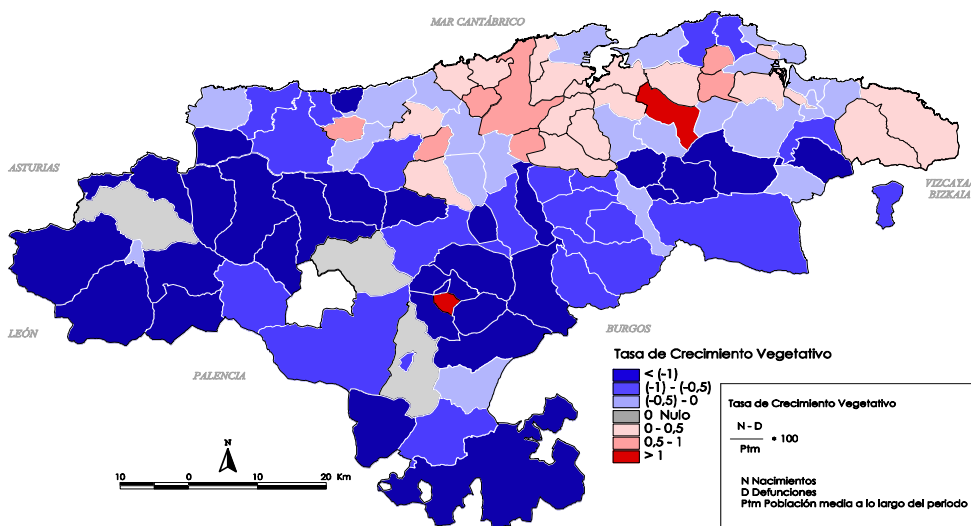 MAR CANTÁBRICO
ASTURIAS
VIZCAYA
BIZKAIA
LEÓN
PALENCIA
BURGOS
Tasa de Crecimiento Vegetativo
< (-1)
(-1) - (-0,5)
(-0,5) - 0
0 Nulo
0 - 0,5
0,5 - 1
> 1
N
10 0 10 20 Km
Tasa de Crecimiento Vegetativo
N - D
Ptm
• 100
N Nacimientos
D Defunciones
Ptm Población media a lo largo del periodo